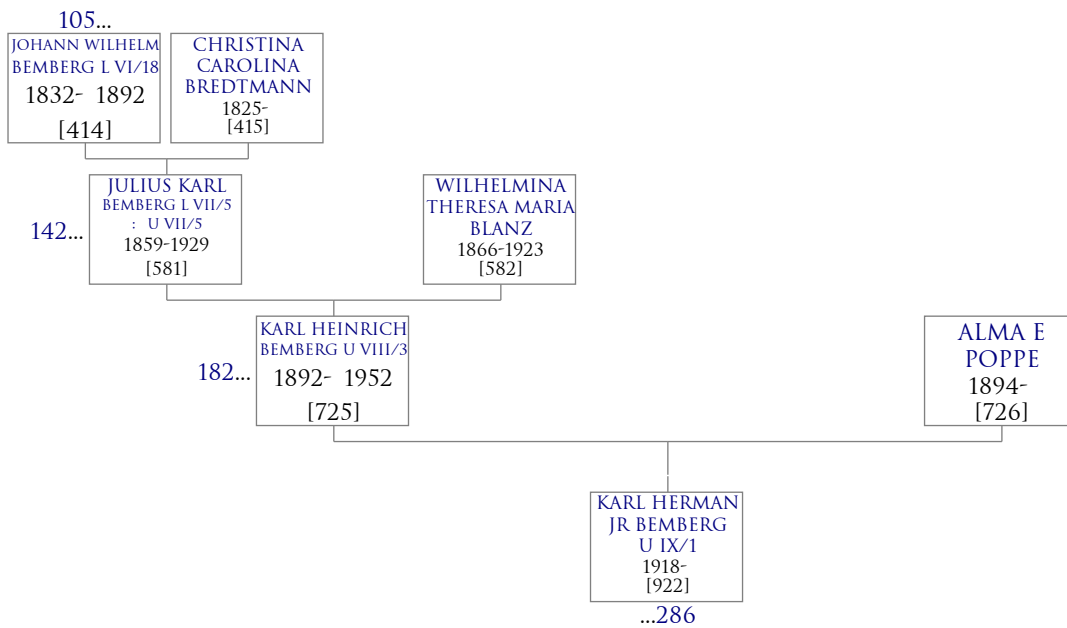 105...
JOHANN WILHELM
BEMBERG L VI/18
1832- 1892
[414]
CHRISTINA
CAROLINA
BREDTMANN
1825-
[415]
142...
JULIUS KARL
BEMBERG L VII/5
: U VII/5
1859-1929
[581]
WILHELMINA
THERESA MARIA
BLANZ
1866-1923
[582]
182...
KARL HEINRICH
BEMBERG U VIII/3
1892- 1952
[725]
ALMA E
POPPE
1894-
[726]
KARL HERMAN
JR BEMBERG
U IX/1
1918-
[922]
...286